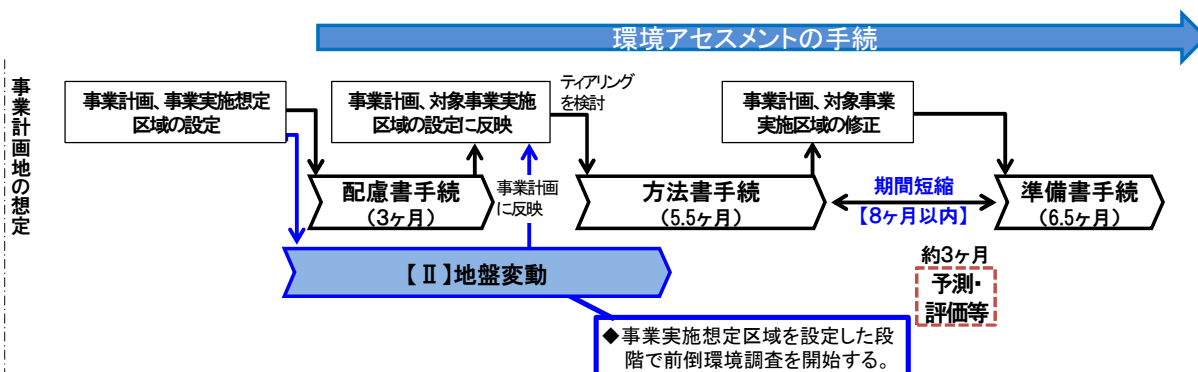 環境アセスメントの手続
事業計画地の想定
事業計画、事業実施想定
区域の設定
事業計画、対象事業実施
区域の設定に反映
ティアリング
を検討
事業計画、対象事業
実施区域の修正
配慮書手続
（3ヶ月）
事業計画
に反映
方法書手続
（5.5ヶ月）
期間短縮
【8ヶ月以内】
準備書手続
（6.5ヶ月）
【Ⅱ】地盤変動
約3ヶ月
予測・
評価等
◆事業実施想定区域を設定した段
階で前倒環境調査を開始する。